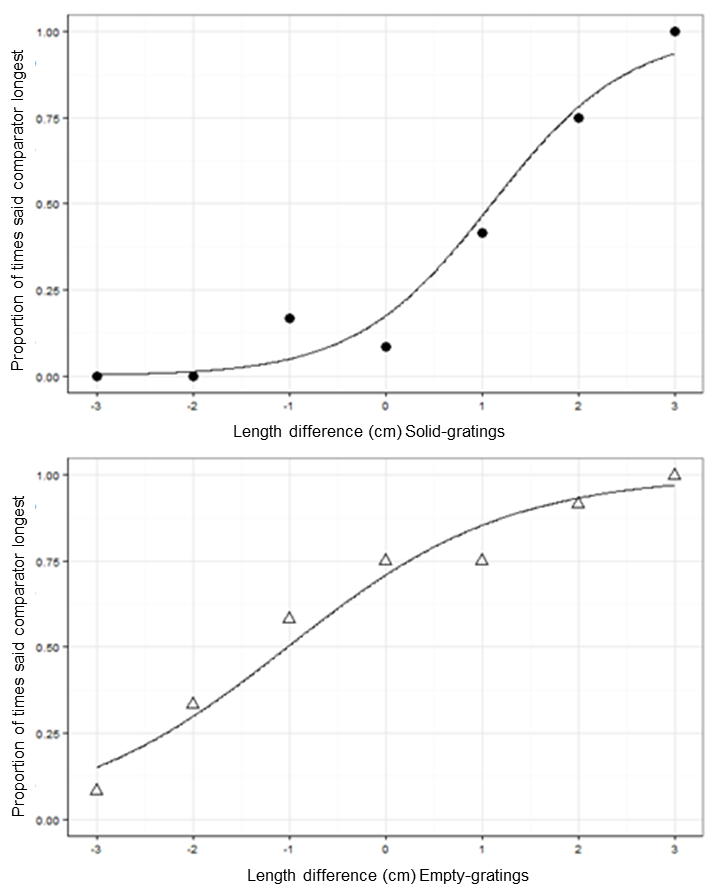 Proportion of times said comparator longest
1.00
0.75
0.50
0.25
0.00
-3 -2 -1 0 1 2 3
Length difference (cm) Solid-gratings
Proportion of times said comparator longest
1.00
0.75
0.50
0.25
0.00
-3 -2 -1 0 1 2 3
Length difference (cm) Empty-gratings